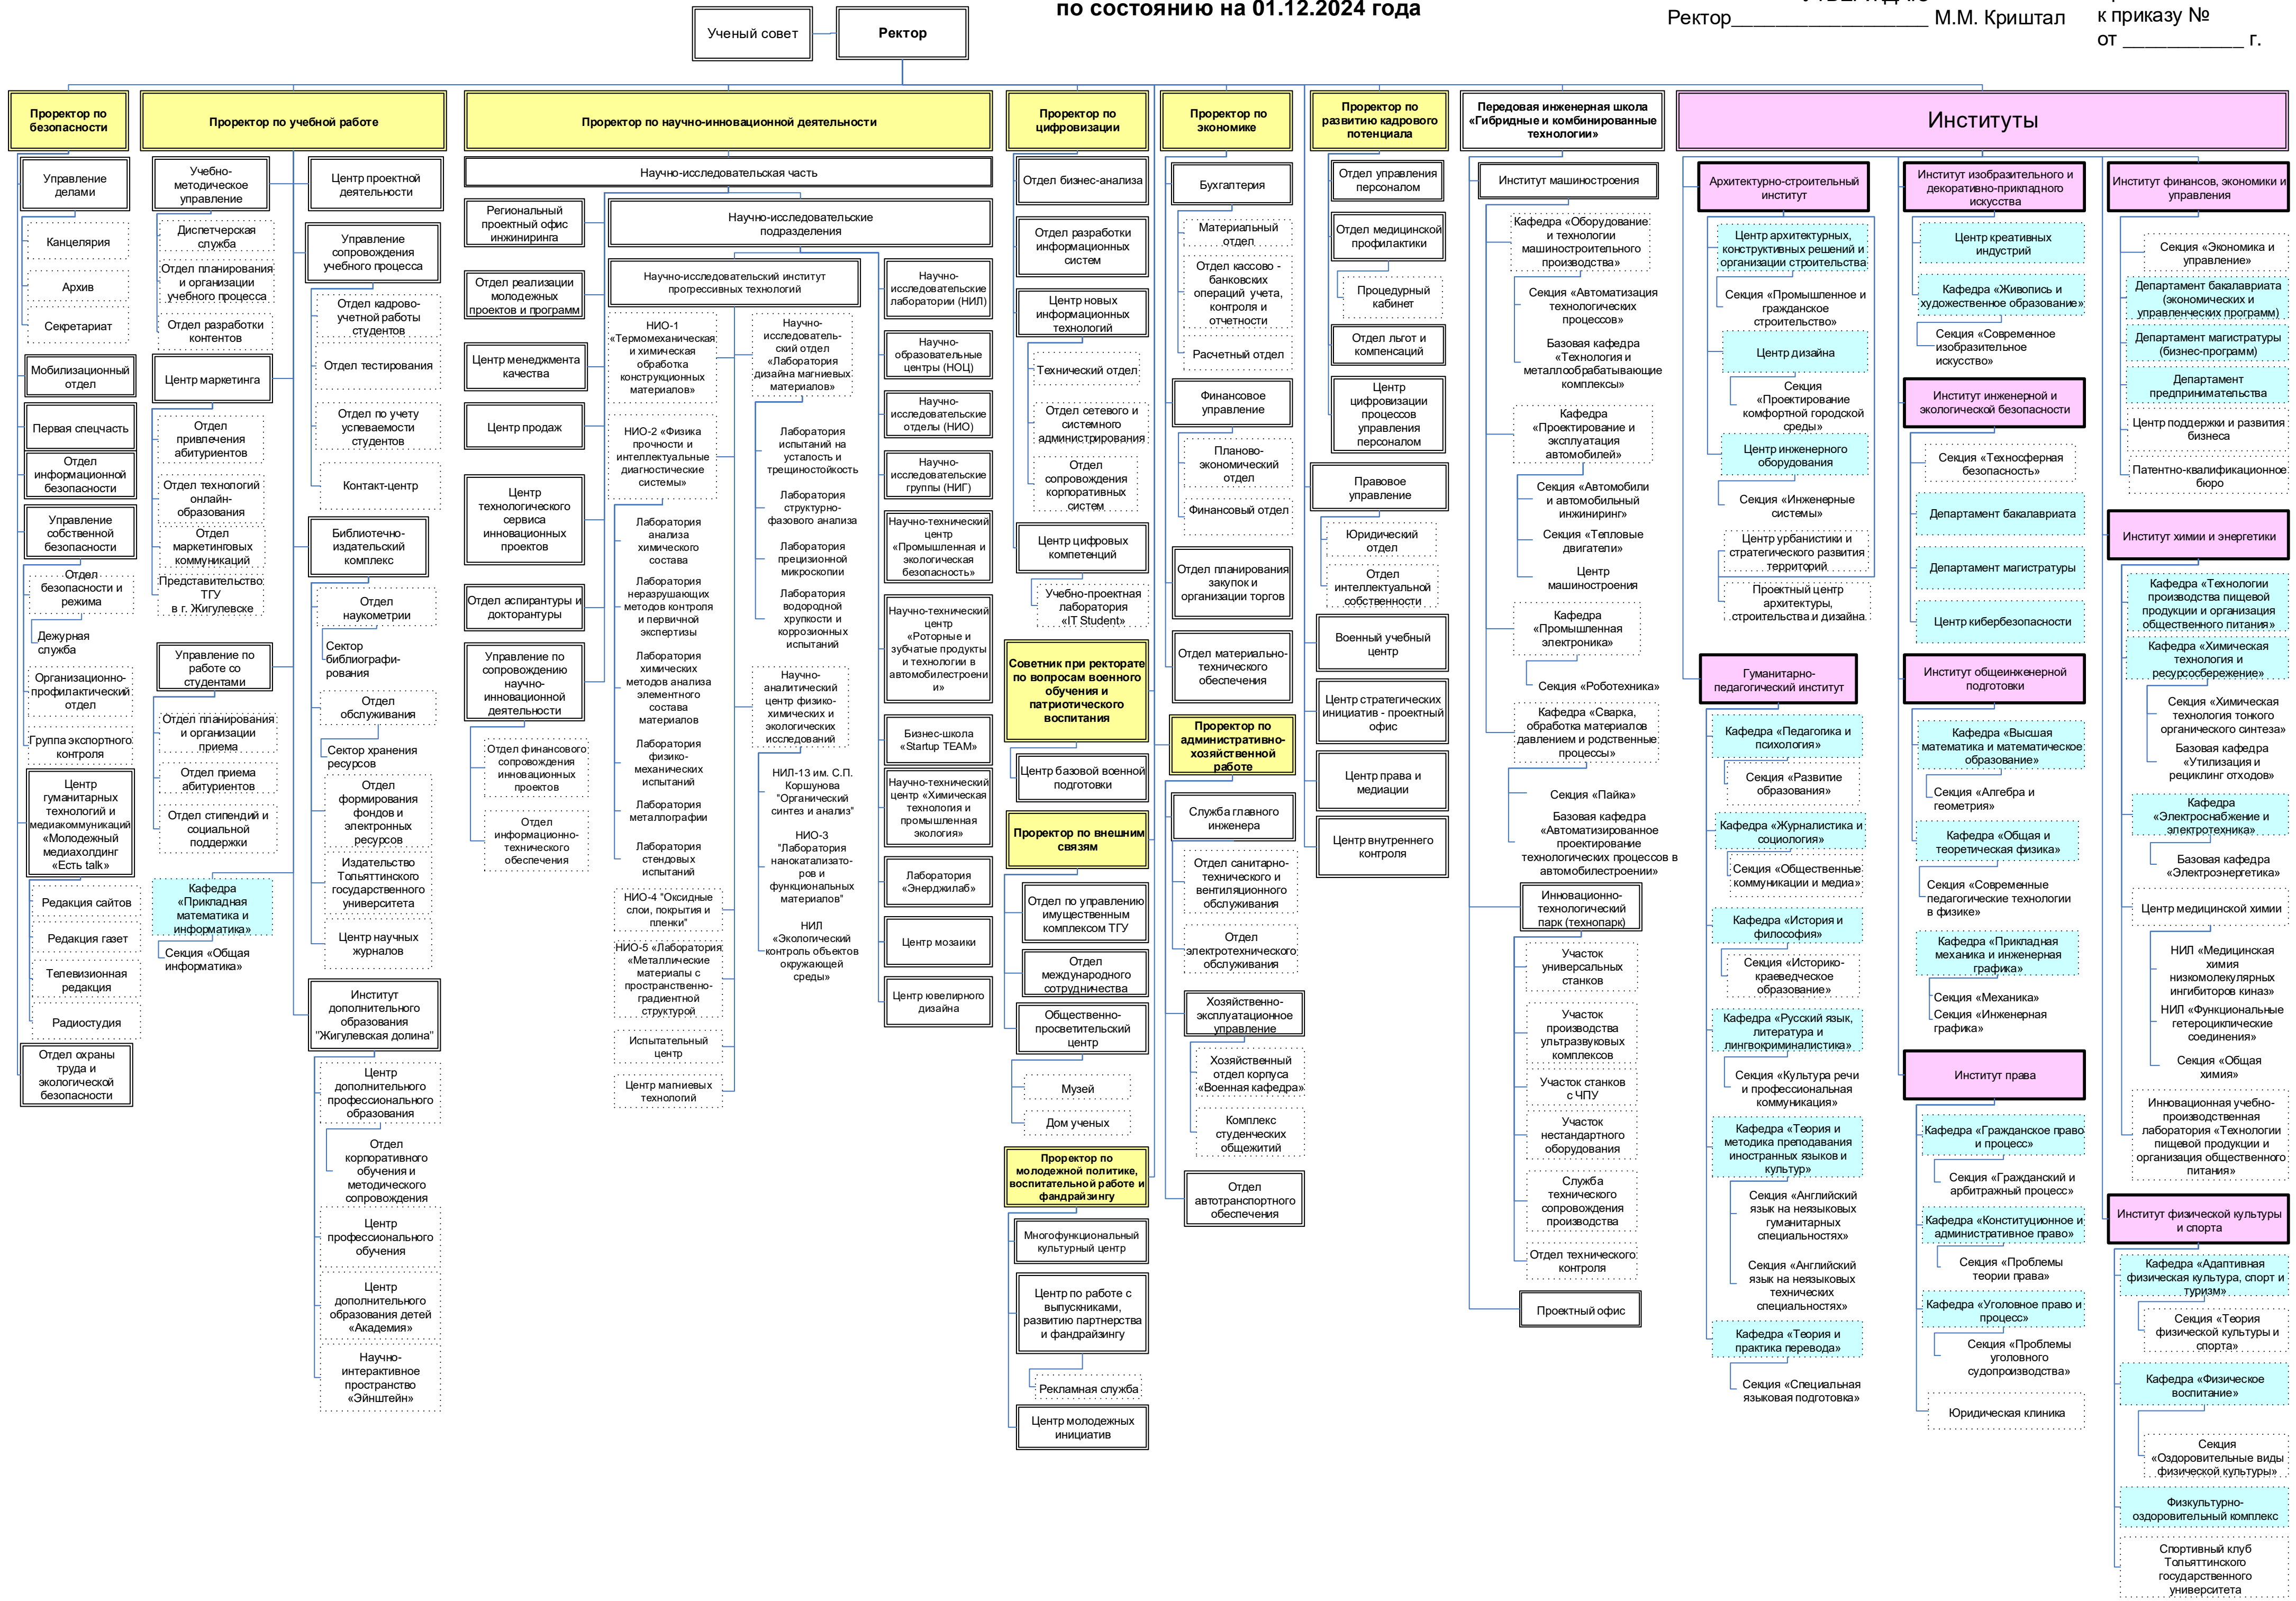 по состоянию на 01.12.2024 года
Ректор__________________ М.М. Криштал
к приказу №
от ___________ г.
Ученый совет
Ректор
Проректор по
безопасности
Управление
делами
Канцелярия
Архив
Секретариат
Мобилизационный
отдел
Первая спецчасть
Отдел
информационной
безопасности
Управление
собственной
безопасности
Отдел
безопасности и
режима
Дежурная
служба
Организационно-
профилактический
отдел
Группа экспортного
контроля
Центр
гуманитарных
технологий и
медиакоммуникаций
«Молодежный
медиахолдинг
«Есть talk»
Редакция сайтов
Редакция газет
Телевизионная
редакция
Радиостудия
Отдел охраны
труда и
экологической
безопасности
Проректор по учебной работе
Учебно-
методическое
управление
Диспетчерская
служба
Отдел планирования
и организации
учебного процесса
Отдел разработки
контентов
Центр маркетинга
Отдел
привлечения
абитуриентов
Отдел технологий
онлайн-
образования
Отдел
маркетинговых
коммуникаций
Представительство
ТГУ
в г. Жигулевске
Управление по
работе со
студентами
Отдел планирования
и организации
приема
Отдел приема
абитуриентов
Отдел стипендий и
социальной
поддержки
Кафедра
«Прикладная
математика и
информатика»
Секция «Общая
информатика»
Центр проектной
деятельности
Управление
сопровождения
учебного процесса
Отдел кадрово-
учетной работы
студентов
Отдел тестирования
Отдел по учету
успеваемости
студентов
Контакт-центр
Библиотечно-
издательский
комплекс
Отдел
наукометрии
Сектор
библиографи-
рования
Отдел
обслуживания
Сектор хранения
ресурсов
Отдел
формирования
фондов и
электронных
ресурсов
Издательство
Тольяттинского
государственного
университета
Центр научных
журналов
Институт
дополнительного
образования
"Жигулевская долина"
Центр
дополнительного
профессионального
образования
Отдел
корпоративного
обучения и
методического
сопровождения
Центр
профессионального
обучения
Центр
дополнительного
образования детей
«Академия»
Научно-
интерактивное
пространство
«Эйнштейн»
Проректор по научно-инновационной деятельности
Научно-исследовательская часть
Региональный
проектный офис
инжиниринга
Отдел реализации
молодежных
проектов и программ
Центр менеджмента
качества
Центр продаж
Центр
технологического
сервиса
инновационных
проектов
Отдел аспирантуры и
докторантуры
Управление по
сопровождению
научно-
инновационной
деятельности
Отдел финансового
сопровождения
инновационных
проектов
Отдел
информационно-
технического
обеспечения
Научно-исследовательские
подразделения
Научно-исследовательский институт
прогрессивных технологий
НИО-1
«Термомеханическая
и химическая
обработка
конструкционных
материалов»
НИО-2 «Физика
прочности и
интеллектуальные
диагностические
системы»
Лаборатория
анализа
химического
состава
Лаборатория
неразрушающих
методов контроля
и первичной
экспертизы
Лаборатория
химических
методов анализа
элементного
состава
материалов
Лаборатория
физико-
механических
испытаний
Лаборатория
металлографии
Лаборатория
стендовых
испытаний
НИО-4 "Оксидные
слои, покрытия и
пленки"
НИО-5 «Лаборатория
«Металлические
материалы с
пространственно-
градиентной
структурой
Испытательный
центр
Центр магниевых
технологий
Научно-
исследователь-
ский отдел
«Лаборатория
дизайна магниевых
материалов»
Лаборатория
испытаний на
усталость и
трещиностойкость
Лаборатория
структурно-
фазового анализа
Лаборатория
прецизионной
микроскопии
Лаборатория
водородной
хрупкости и
коррозионных
испытаний
Научно-
аналитический
центр физико-
химических и
экологических
исследований
НИЛ-13 им. С.П.
Коршунова
"Органический
синтез и анализ"
НИО-3
"Лаборатория
нанокатализато-
ров и
функциональных
материалов"
НИЛ
«Экологический
контроль объектов
окружающей
среды»
Научно-
исследовательские
лаборатории (НИЛ)
Научно-
образовательные
центры (НОЦ)
Научно-
исследовательские
отделы (НИО)
Научно-
исследовательские
группы (НИГ)
Научно-технический
центр
«Промышленная и
экологическая
безопасность»
Научно-технический
центр
«Роторные и
зубчатые продукты
и технологии в
автомобилестроени
и»
Бизнес-школа
«Startup TEAM»
Научно-технический
центр «Химическая
технология и
промышленная
экология»
Лаборатория
«Энерджилаб»
Центр мозаики
Центр ювелирного
дизайна
Проректор по
цифровизации
Отдел бизнес-анализа
Отдел разработки
информационных
систем
Центр новых
информационных
технологий
Технический отдел
Отдел сетевого и
системного
администрирования
Отдел
сопровождения
корпоративных
систем
Центр цифровых
компетенций
Учебно-проектная
лаборатория
«IT Student»
Советник при ректорате
по вопросам военного
обучения и
патриотического
воспитания
Центр базовой военной
подготовки
Проректор по внешним
связям
Отдел по управлению
имущественным
комплексом ТГУ
Отдел
международного
сотрудничества
Общественно-
просветительский
центр
Музей
Дом ученых
Проректор по
молодежной политике,
воспитательной работе и
фандрайзингу
Многофункциональный
культурный центр
Центр по работе с
выпускниками,
развитию партнерства
и фандрайзингу
Рекламная служба
Центр молодежных
инициатив
Проректор по
экономике
Бухгалтерия
Материальный
отдел
Отдел кассово -
банковских
операций учета,
контроля и
отчетности
Расчетный отдел
Финансовое
управление
Планово-
экономический
отдел
Финансовый отдел
Отдел планирования
закупок и
организации торгов
Отдел материально-
технического
обеспечения
Проректор по
административно-
хозяйственной
работе
Служба главного
инженера
Отдел санитарно-
технического и
вентиляционного
обслуживания
Отдел
электротехнического
обслуживания
Хозяйственно-
эксплуатационное
управление
Хозяйственный
отдел корпуса
«Военная кафедра»
Комплекс
студенческих
общежитий
Отдел
автотранспортного
обеспечения
Проректор по
развитию кадрового
потенциала
Отдел управления
персоналом
Отдел медицинской
профилактики
Процедурный
кабинет
Отдел льгот и
компенсаций
Центр
цифровизации
процессов
управления
персоналом
Правовое
управление
Юридический
отдел
Отдел
интеллектуальной
собственности
Военный учебный
центр
Центр стратегических
инициатив - проектный
офис
Центр права и
медиации
Центр внутреннего
контроля
Передовая инженерная школа
«Гибридные и комбинированные
технологии»
Институт машиностроения
Кафедра «Оборудование
и технологии
машиностроительного
производства»
Секция «Автоматизация
технологических
процессов»
Базовая кафедра
«Технология и
металлообрабатывающие
комплексы»
Кафедра
«Проектирование и
эксплуатация
автомобилей»
Секция «Автомобили
и автомобильный
инжиниринг»
Секция «Тепловые
двигатели»
Центр
машиностроения
Кафедра
«Промышленная
электроника»
Секция «Роботехника»
Кафедра «Сварка,
обработка материалов
давлением и родственные
процессы»
Секция «Пайка»
Базовая кафедра
«Автоматизированное
проектирование
технологических процессов в
автомобилестроении»
Инновационно-
технологический
парк (технопарк)
Участок
универсальных
станков
Участок
производства
ультразвуковых
комплексов
Участок станков
с ЧПУ
Участок
нестандартного
оборудования
Служба
технического
сопровождения
производства
Отдел технического
контроля
Проектный офис
Институты
Архитектурно-строительный
институт
Центр архитектурных,
конструктивных решений и
организации строительства
Секция «Промышленное и
гражданское
строительство»
Центр дизайна
Секция
«Проектирование
комфортной городской
среды»
Центр инженерного
оборудования
Секция «Инженерные
системы»
Центр урбанистики и
стратегического развития
территорий
Проектный центр
архитектуры,
строительства и дизайна
Гуманитарно-
педагогический институт
Кафедра «Педагогика и
психология»
Секция «Развитие
образования»
Кафедра «Журналистика и
социология»
Секция «Общественные
коммуникации и медиа»
Кафедра «История и
философия»
Секция «Историко-
краеведческое
образование»
Кафедра «Русский язык,
литература и
лингвокриминалистика»
Секция «Культура речи
и профессиональная
коммуникация»
Кафедра «Теория и
методика преподавания
иностранных языков и
культур»
Секция «Английский
язык на неязыковых
гуманитарных
специальностях»
Секция «Английский
язык на неязыковых
технических
специальностях»
Кафедра «Теория и
практика перевода»
Секция «Специальная
языковая подготовка»
Институт изобразительного и
декоративно-прикладного
искусства
Центр креативных
индустрий
Кафедра «Живопись и
художественное образование»
Секция «Современное
изобразительное
искусство»
Институт инженерной и
экологической безопасности
Секция «Техносферная
безопасность»
Департамент бакалавриата
Департамент магистратуры
Центр кибербезопасности
Институт общеинженерной
подготовки
Кафедра «Высшая
математика и математическое
образование»
Секция «Алгебра и
геометрия»
Кафедра «Общая и
теоретическая физика»
Секция «Современные
педагогические технологии
в физике»
Кафедра «Прикладная
механика и инженерная
графика»
Секция «Механика»
Секция «Инженерная
графика»
Институт права
Кафедра «Гражданское право
и процесс»
Секция «Гражданский и
арбитражный процесс»
Кафедра «Конституционное и
административное право»
Секция «Проблемы
теории права»
Кафедра «Уголовное право и
процесс»
Секция «Проблемы
уголовного
судопроизводства»
Юридическая клиника
Институт финансов, экономики и
управления
Секция «Экономика и
управление»
Департамент бакалавриата
(экономических и
управленческих программ)
Департамент магистратуры
(бизнес-программ)
Департамент
предпринимательства
Центр поддержки и развития
бизнеса
Патентно-квалификационное
бюро
Институт химии и энергетики
Кафедра «Технологии
производства пищевой
продукции и организация
общественного питания»
Кафедра «Химическая
технология и
ресурсосбережение»
Секция «Химическая
технология тонкого
органического синтеза»
Базовая кафедра
«Утилизация и
рециклинг отходов»
Кафедра
«Электроснабжение и
электротехника»
Базовая кафедра
«Электроэнергетика»
Центр медицинской химии
НИЛ «Медицинская
химия
низкомолекулярных
ингибиторов киназ»
НИЛ «Функциональные
гетероциклические
соединения»
Секция «Общая
химия»
Инновационная учебно-
производственная
лаборатория «Технологии
пищевой продукции и
организация общественного
питания»
Институт физической культуры
и спорта
Кафедра «Адаптивная
физическая культура, спорт и
туризм»
Секция «Теория
физической культуры и
спорта»
Кафедра «Физическое
воспитание»
Секция
«Оздоровительные виды
физической культуры»
Физкультурно-
оздоровительный комплекс
Спортивный клуб
Тольяттинского
государственного
университета